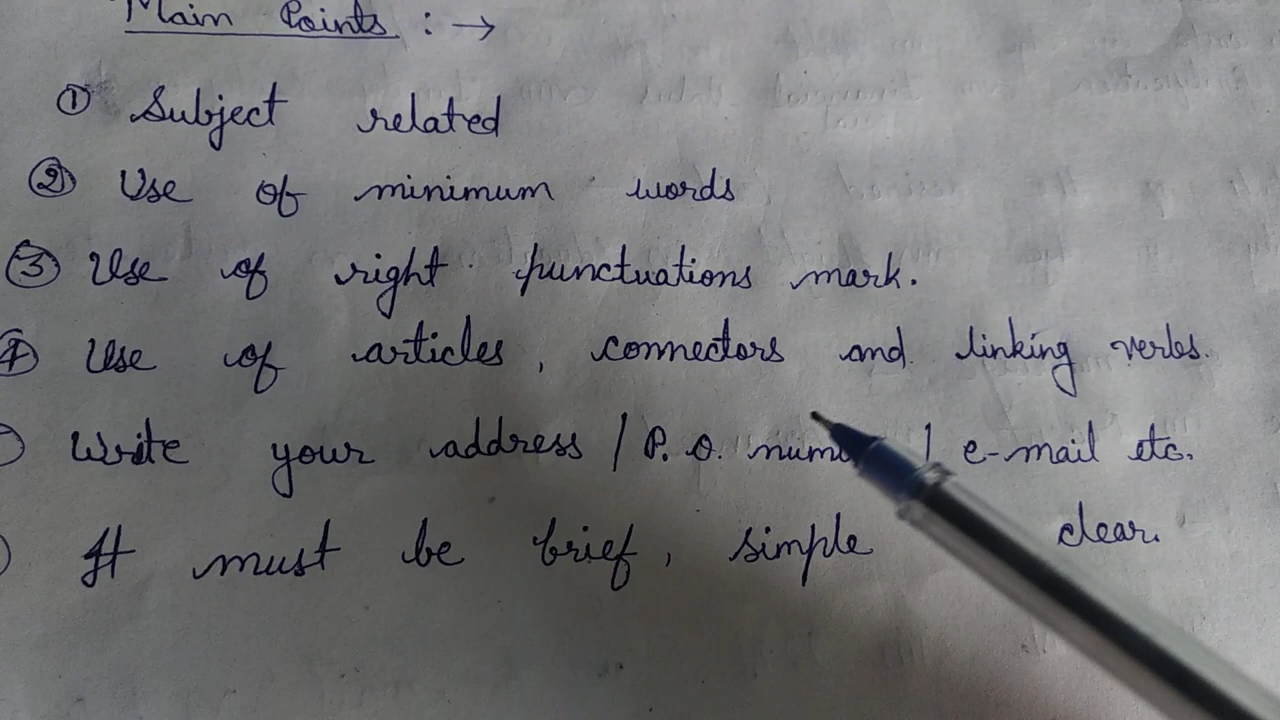 Main Points : →
① Subject related
② Use of minimum words
③ Use of right punctuations mark.
④ Use of articles, connectors and linking verbs.
Write your address / P. O. / e-mail etc.
It must be brief, simple clear.